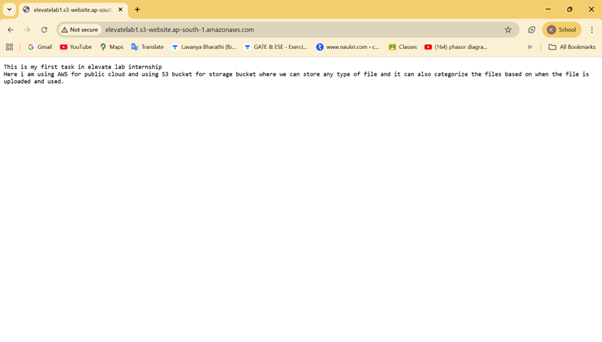 elevatelab1.s3-website.ap-sout
Not secure
elevatelab1.s3-website.ap-south-1.amazonaws.com
K School
Gmail
YouTube
Maps
Translate
Lavanya Bharathi (Ib...
GATE & ESE - Exerci...
www.naukri.com • c...
Classes
(164) phasor diagra...
»
All Bookmarks
This is my first task in elevate lab internship
Here i am using AWS for public cloud and using S3 bucket for storage bucket where we can store any type of file and it can also categorize the files based on when the file is
uploaded and used.